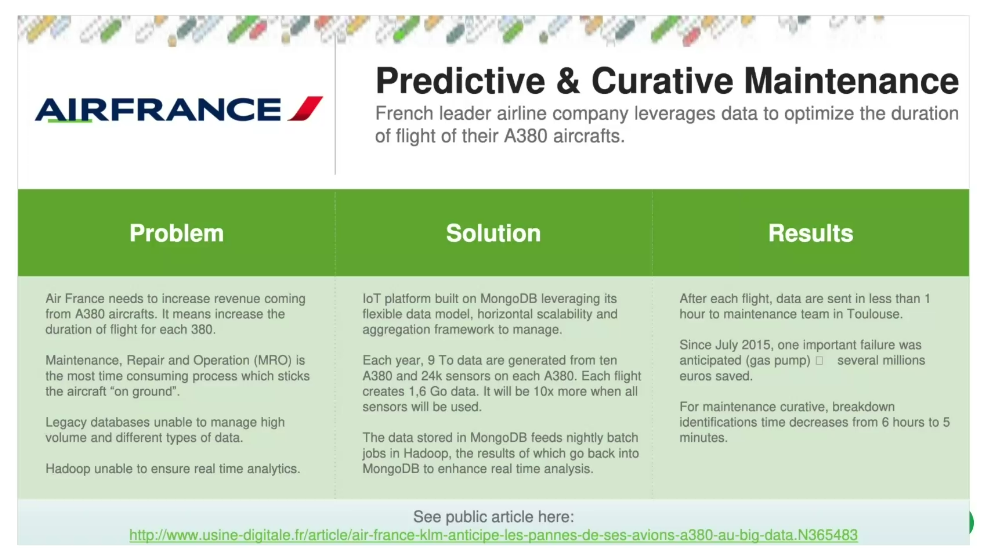 AIRFRANCE
Predictive & Curative Maintenance
French leader airline company leverages data to optimize the duration
of flight of their A380 aircrafts.
Problem
Air France needs to increase revenue coming
from A380 aircrafts. It means increase the
duration of flight for each 380.
Maintenance, Repair and Operation (MRO) is
the most time consuming process which sticks
the aircraft “on ground”.
Legacy databases unable to manage high
volume and different types of data.
Hadoop unable to ensure real time analytics.
Solution
IoT platform built on MongoDB leveraging its
flexible data model, horizontal scalability and
aggregation framework to manage.
Each year, 9 To data are generated from ten
A380 and 24k sensors on each A380. Each flight
creates 1,6 Go data. It will be 10x more when all
sensors will be used.
The data stored in MongoDB feeds nightly batch
jobs in Hadoop, the results of which go back into
MongoDB to enhance real time analysis.
Results
After each flight, data are sent in less than 1
hour to maintenance team in Toulouse.
Since July 2015, one important failure was
anticipated (gas pump) □ several millions
euros saved.
For maintenance curative, breakdown
identifications time decreases from 6 hours to 5
minutes.
See public article here:
http://www.usine-digitale.fr/article/air-france-klm-anticipe-les-pannes-de-ses-avions-a380-au-big-data.N365483